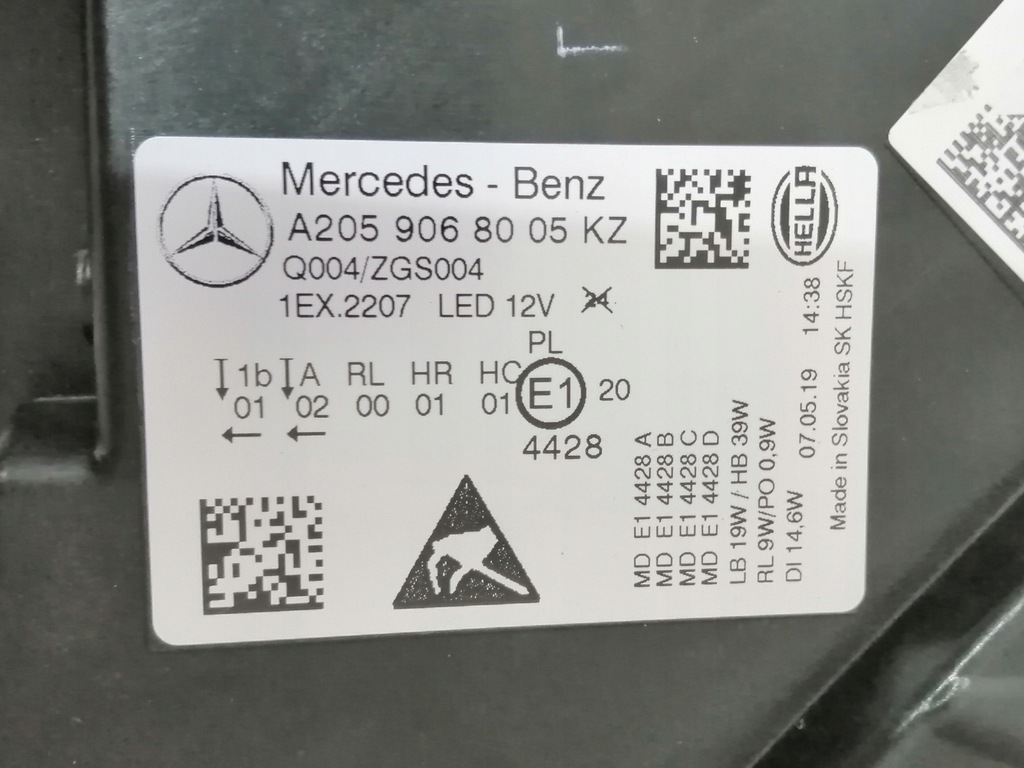 Mercedes - Benz
A205 906 80 05 KZ
Q004/ZGS004
1EX.2207 LED 12V 24
PL
1b A RL HR HC E1 20
01 02 00 01 01
4428
MD E1 4428 A
MD E1 4428 B
MD E1 4428 C
MD E1 4428 D
LB 19W / HB 39W
RL 9W/PO 0,9W
DI 14,6W 07.05.19 14:38
Made in Slovakia SK HSKF
HELLA